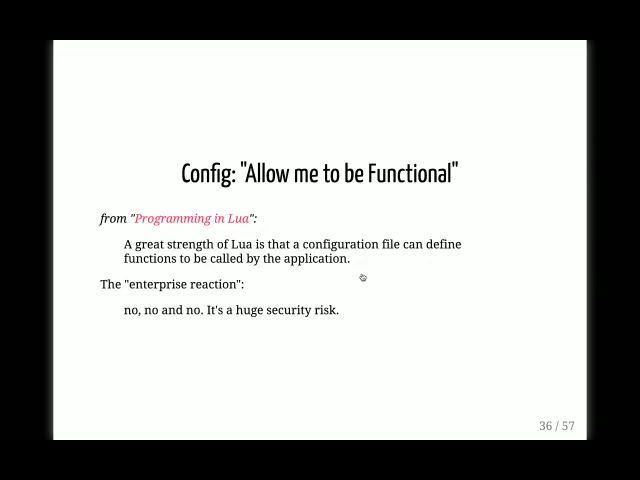 Config: "Allow me to be Functional"
from "Programming in Lua":
A great strength of Lua is that a configuration file can define
functions to be called by the application.
The "enterprise reaction":
no, no and no. It's a huge security risk.
36 / 57